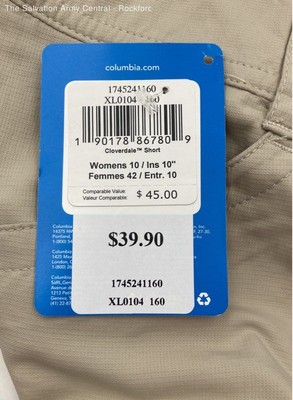 The Salvation Army Central - Rockforc
columbia.com
1745241160
XL0104 160
1 90178 86780 9
Cloverdale™ Short
Womens 10 / Ins 10"
Femmes 42 / Entr. 10
Comparable Value:
Valeur Comparable:
$ 45.00
$39.90
1745241160
XL0104 160